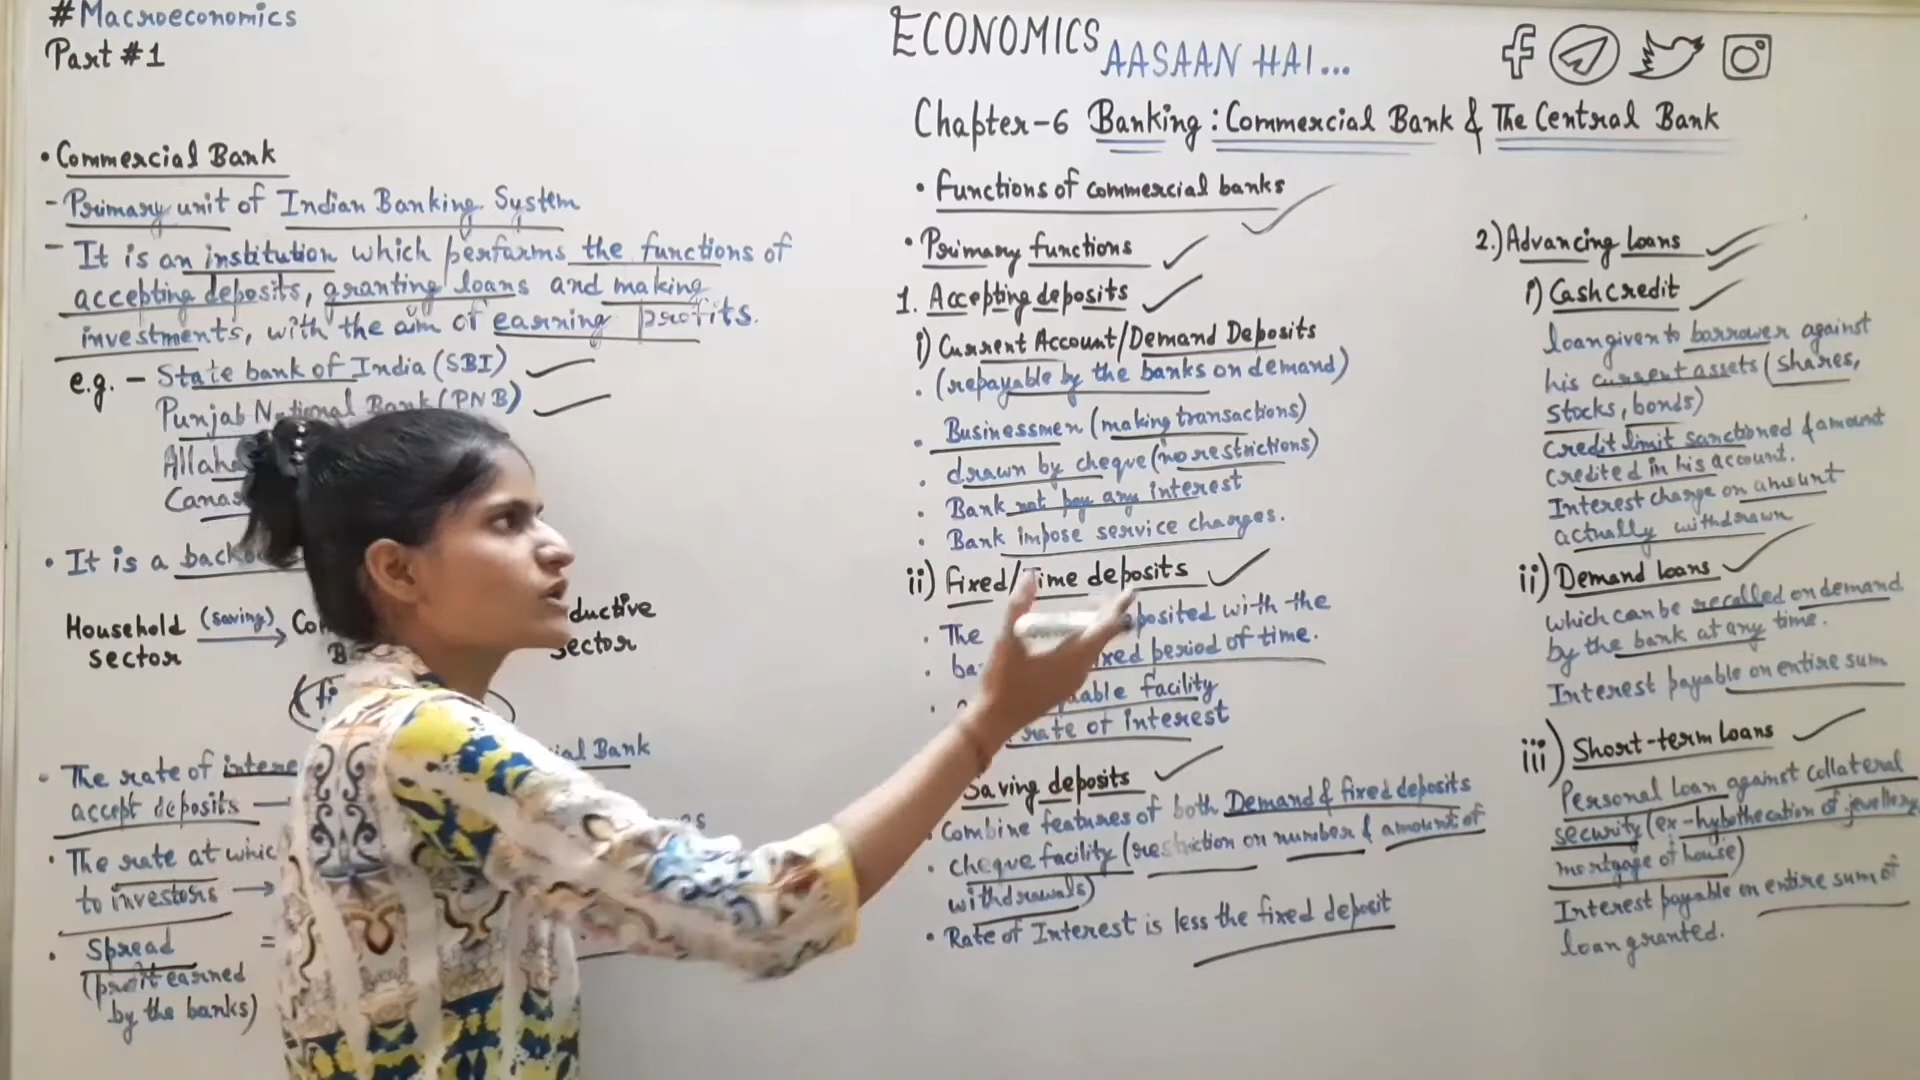 #Macroeconomics
Part #1
• Commercial Bank
- Primary unit of Indian Banking System
- It is an institution which performs the functions of
accepting deposits, granting loans and making
investments, with the aim of earning profits.
e.g. - State bank of India (SBI)
Punjab National Bank (PNB)
• It is a
Household (saving)
sector
sector
• The rate of
Bank
accept deposits
• The rate at
to investors
• Spread =
(profit earned
by the banks)
ECONOMICS
AASAAN HAI...
Chapter-6 Banking : Commercial Bank & The Central Bank
• Functions of commercial banks
• Primary functions
1. Accepting deposits
i) Current Account/Demand Deposits
• (repayable by the banks on demand)
• Businessmen (making transactions)
• drawn by cheque (no restrictions)
• Bank not pay any interest
• Bank impose service charges.
ii) Fixed/Time deposits
• The with the
period of time.
facility
rate of interest
Saving deposits
• Combine features of both Demand & fixed deposits
• cheque facility (restriction on number & amount of
withdrawals)
• Rate of Interest is less the fixed deposit
2.) Advancing loans
i) Cash credit
loan given to borrower against
his current assets (shares,
stocks, bonds)
credit limit sanctioned & amount
credited in his account.
Interest charge on amount
actually withdrawn
ii) Demand loans
which can be recalled on demand
by the bank at any time.
Interest payable on entire sum
iii) Short-term loans
Personal loan against collateral
security (ex-hypothecation of jewellery,
mortgage of house)
Interest payable on entire sum of
loan granted.